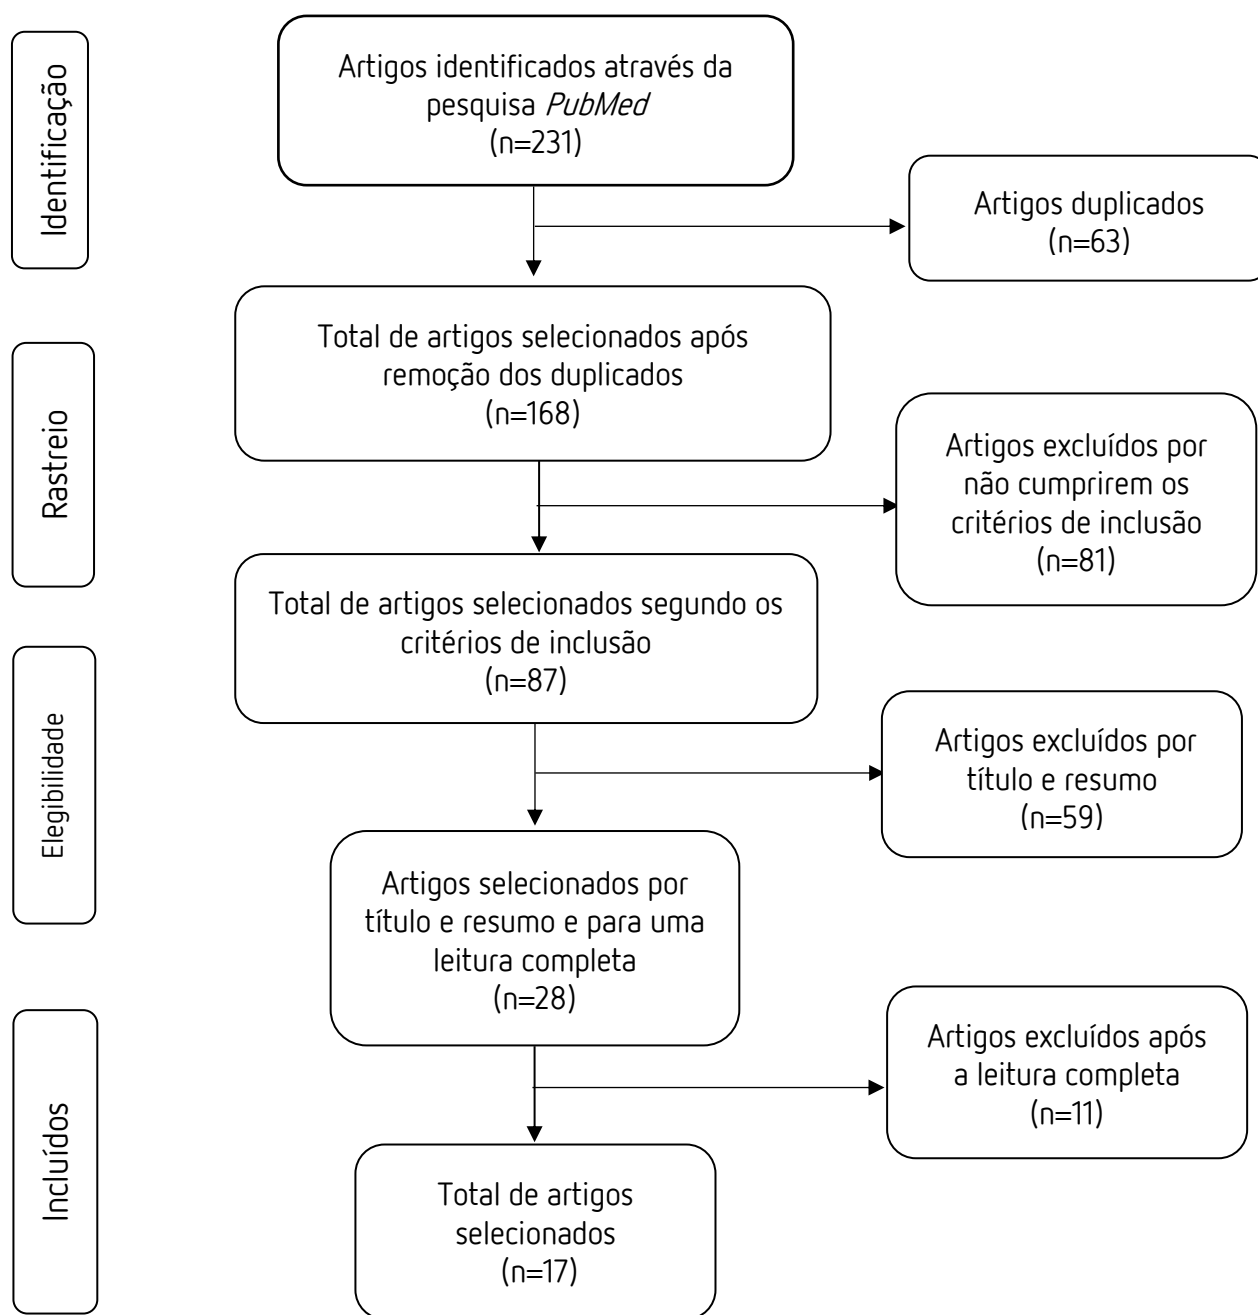 Identificação
Artigos identificados através da
pesquisa PubMed
(n=231)
Artigos duplicados
(n=63)
Total de artigos selecionados após
remoção dos duplicados
(n=168)
Rastreio
Artigos excluídos por
não cumprirem os
critérios de inclusão
(n=81)
Total de artigos selecionados segundo os
critérios de inclusão
(n=87)
Elegibilidade
Artigos excluídos por
título e resumo
(n=59)
Artigos selecionados por
título e resumo e para uma
leitura completa
(n=28)
Incluídos
Artigos excluídos após
a leitura completa
(n=11)
Total de artigos
selecionados
(n=17)